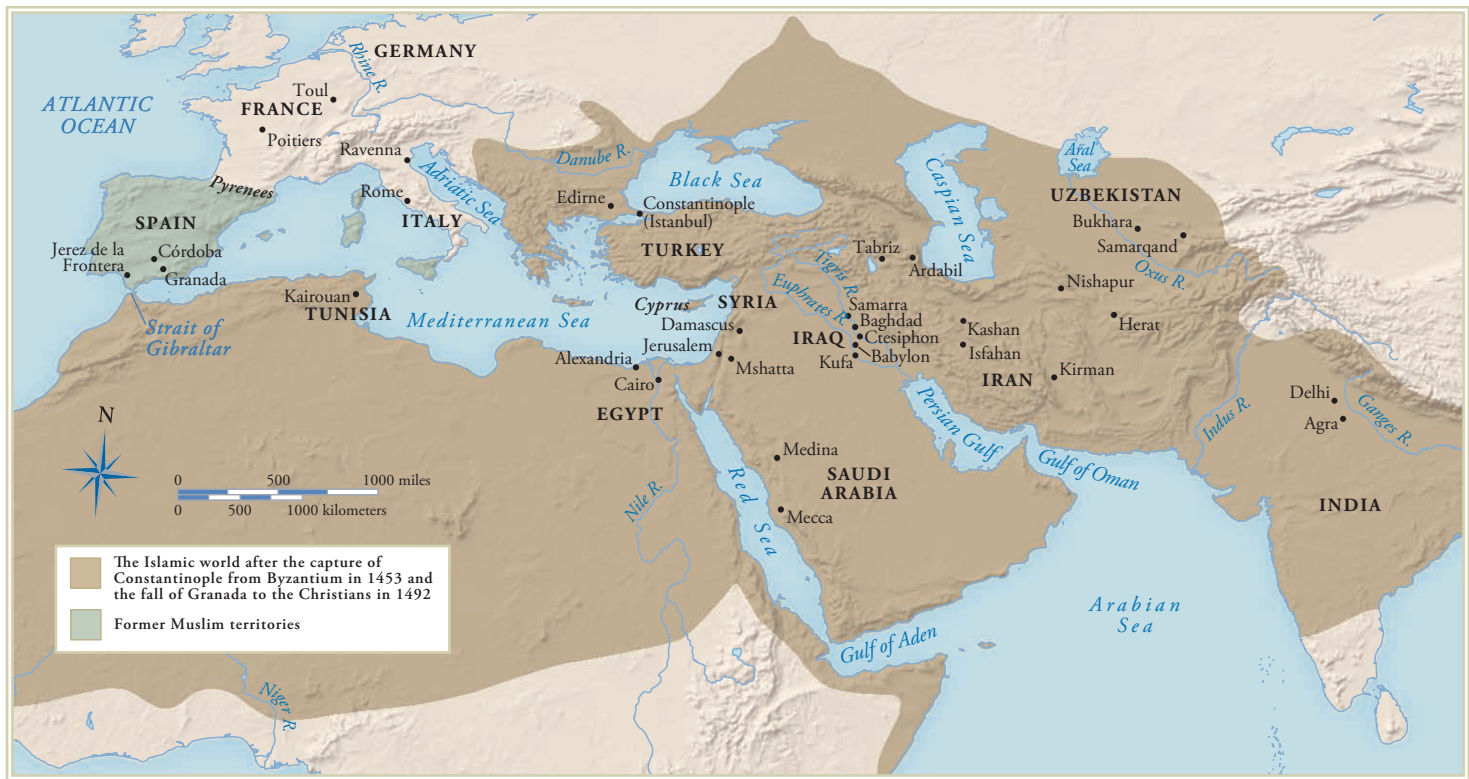 GERMANY
Rhine R.
Toul
FRANCE
Poitiers
ATLANTIC
OCEAN
Ravenna
Adriatic Sea
Danube R.
Black Sea
Caspian Sea
Aral
Sea
UZBEKISTAN
Pyrenees
Rome
ITALY
Edirne
Constantinople
(Istanbul)
Bukhara
Samarqand
SPAIN
Jerez de la
Frontera
Córdoba
Granada
TURKEY
Tabriz
Ardabil
Oxus R.
Tigris R.
Euphrates R.
Nishapur
Kairouan
TUNISIA
Cyprus
SYRIA
Samarra
Baghdad
Ctesiphon
Babylon
IRAQ
Kufa
Kashan
Isfahan
Herat
Strait of
Gibraltar
Mediterranean Sea
Damascus
Jerusalem
Mshatta
Alexandria
Cairo
EGYPT
IRAN
Kirman
Delhi
Agra
Indus R.
Ganges R.
Persian Gulf
Gulf of Oman
N
Medina
SAUDI
ARABIA
Mecca
Red Sea
Nile R.
INDIA
0 500 1000 miles
0 500 1000 kilometers
The Islamic world after the capture of
Constantinople from Byzantium in 1453 and
the fall of Granada to the Christians in 1492
Former Muslim territories
Arabian
Sea
Gulf of Aden
Niger R.